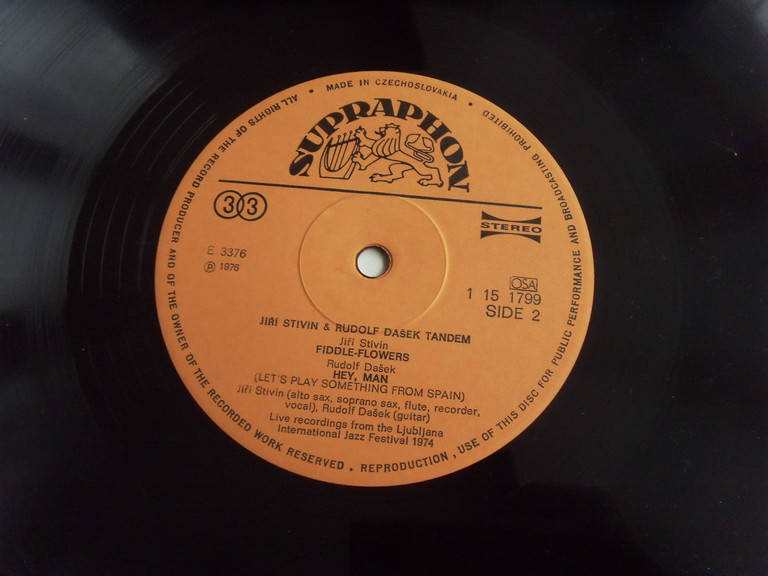 MADE IN CZECHOSLOVAKIA
SUPRAPHON
33
STEREO
E 3376
℗ 1976
OSA
1 15 1799
SIDE 2
JIŘÍ STIVÍN & RUDOLF DAŠEK TANDEM
Jiří Stivín
FIDDLE-FLOWERS
Rudolf Dašek
HEY, MAN
(LET'S PLAY SOMETHING FROM SPAIN)
Jiří Stivín (alto sax, soprano sax, flute, recorder,
vocal), Rudolf Dašek (guitar)
Live recordings from the Ljubljana
International Jazz Festival 1974
ALL RIGHTS OF THE RECORD PRODUCER AND OF THE OWNER OF THE RECORDED WORK RESERVED. REPRODUCTION, USE OF THIS DISC FOR PUBLIC PERFORMANCE AND BROADCASTING PROHIBITED